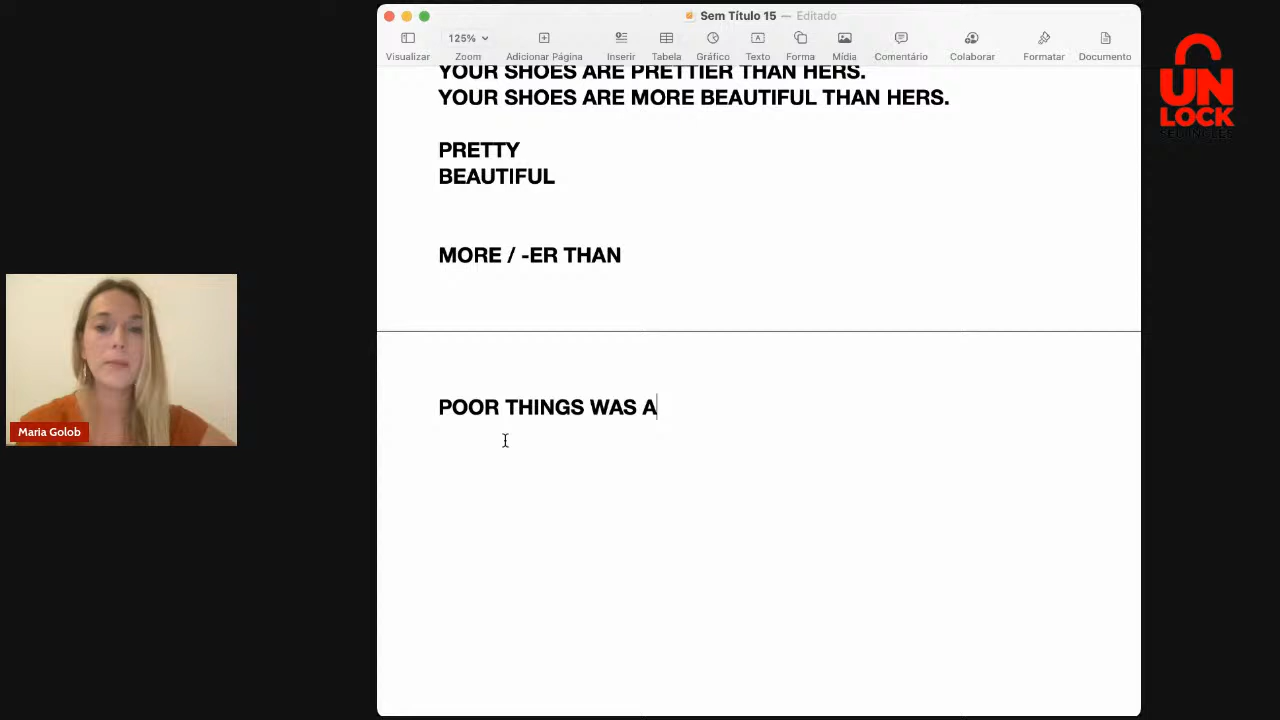 Sem Título 15 — Editado
125%
Visualizar Zoom Adicionar Página Inserir Tabela Gráfico Texto Forma Mídia Comentário Colaborar Formatar Documento
YOUR SHOES ARE PRETTIER THAN HERS.
YOUR SHOES ARE MORE BEAUTIFUL THAN HERS.
PRETTY
BEAUTIFUL
MORE / -ER THAN
POOR THINGS WAS A
Maria Golob
UN
LOCK
SEU INGLÊS